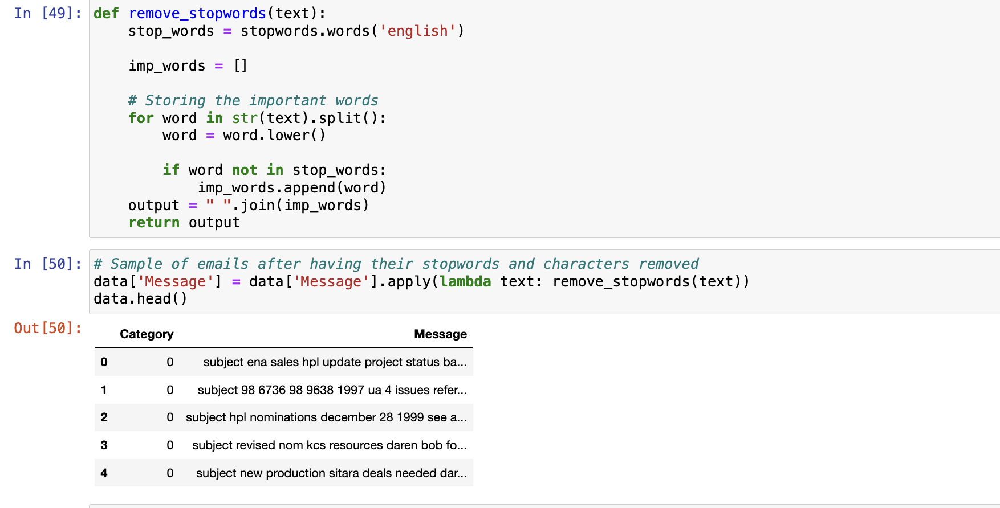 In [49]: def remove_stopwords(text):
    stop_words = stopwords.words('english')
    imp_words = []
    # Storing the important words
    for word in str(text).split():
        word = word.lower()
        if word not in stop_words:
            imp_words.append(word)
    output = " ".join(imp_words)
    return output
In [50]: # Sample of emails after having their stopwords and characters removed
data['Message'] = data['Message'].apply(lambda text: remove_stopwords(text))
data.head()
Out[50]:
Category Message
0 0 subject ena sales hpl update project status ba...
1 0 subject 98 6736 98 9638 1997 ua 4 issues refer...
2 0 subject hpl nominations december 28 1999 see a...
3 0 subject revised nom kcs resources daren bob fo...
4 0 subject new production sitara deals needed dar...